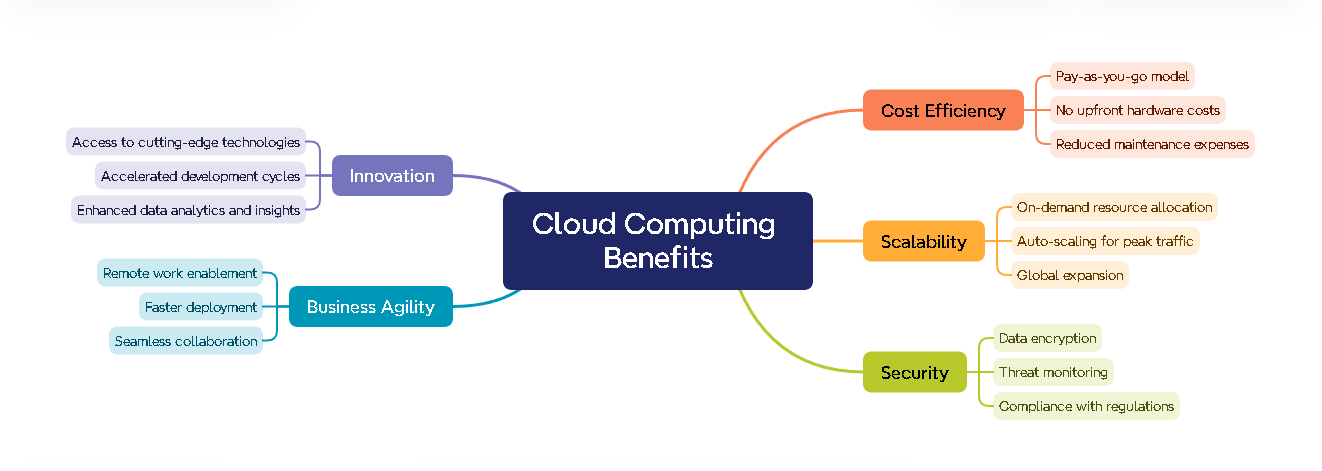 Cloud Computing
Benefits
Cost Efficiency
Pay-as-you-go model
No upfront hardware costs
Reduced maintenance expenses
Scalability
On-demand resource allocation
Auto-scaling for peak traffic
Global expansion
Security
Data encryption
Threat monitoring
Compliance with regulations
Innovation
Access to cutting-edge technologies
Accelerated development cycles
Enhanced data analytics and insights
Business Agility
Remote work enablement
Faster deployment
Seamless collaboration